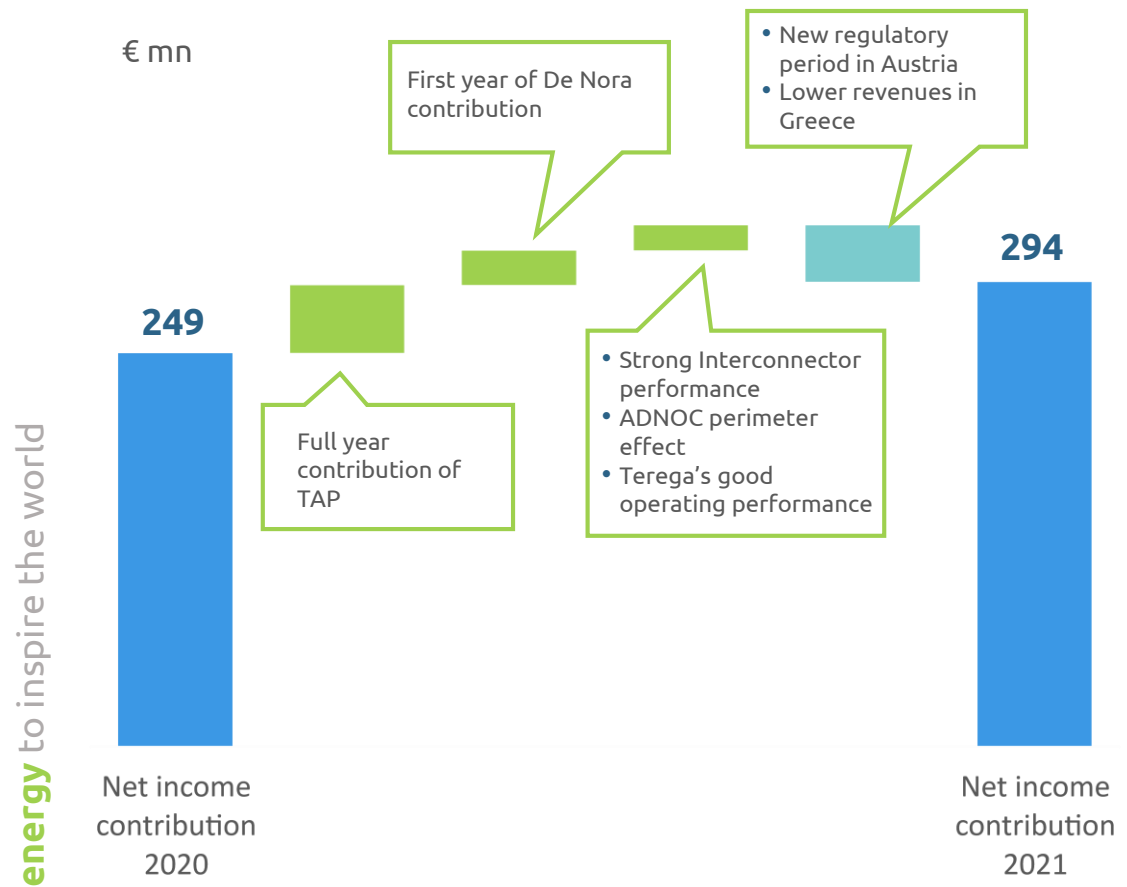 € mn
First year of De Nora
contribution
• New regulatory
period in Austria
• Lower revenues in
Greece
249
294
Full year
contribution of
TAP
• Strong Interconnector
performance
• ADNOC perimeter
effect
• Terega's good
operating performance
Net income
contribution
2020
Net income
contribution
2021
energy to inspire the world